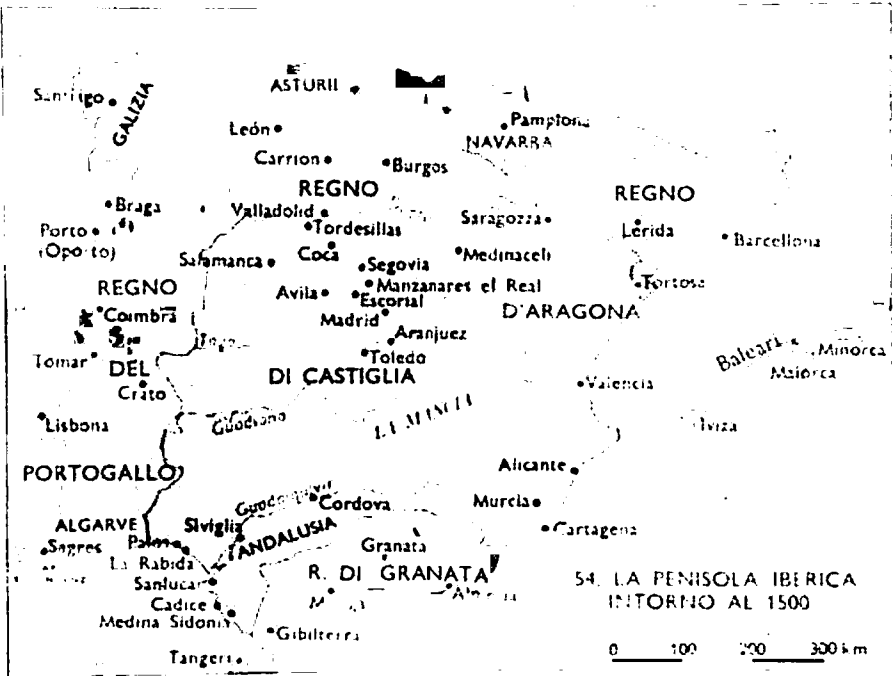 ASTURII
GALIZIA
León
Pamplona
NAVARRA
Carrion
Burgos
REGNO
REGNO
Braga
Valladolid
Saragozza
Porto
(Oporto)
Tordesillas
Lérida
Barcellona
Salamanca
Coca
Medinaceli
Segovia
REGNO
Avila
Manzanares el Real
Escorial
Tortosa
Coimbra
Madrid
D'ARAGONA
Aranjuez
Tomar
Toledo
Baleari
Minorca
Maiorca
DEL
DI CASTIGLIA
Crato
Valencia
Lisbona
LA MANCIA
Iviza
PORTOGALLO
Alicante
Cordova
Murcia
ALGARVE
Siviglia
ANDALUSIA
Cartagena
Sagres
Palos
Granata
La Rabida
R. DI GRANATA
Sanlucar
Cadice
Medina Sidonia
Gibilterra
Tangeri
54. LA PENISOLA IBERICA
INTORNO AL 1500
0 100 200 300 km